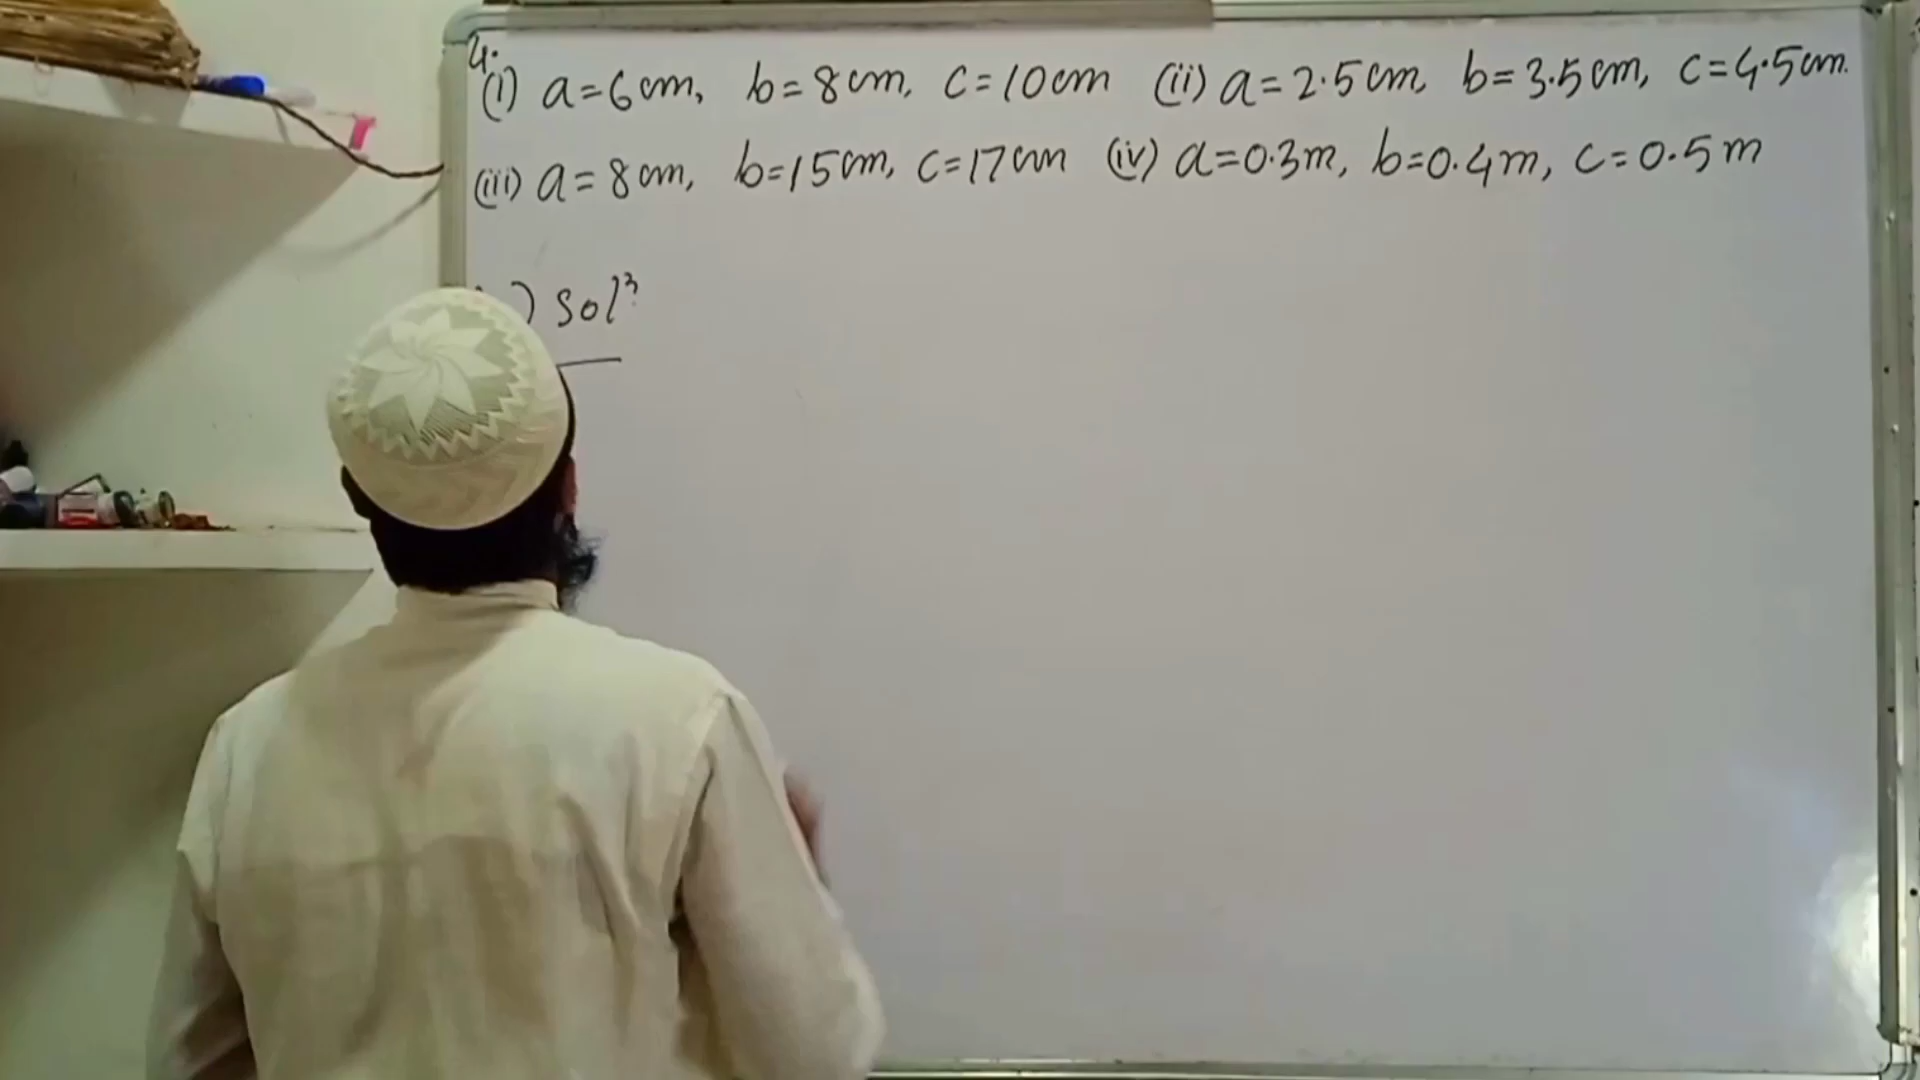 4.
(i) a=6cm, b=8cm, c=10cm (ii) a=2.5cm, b=3.5cm, c=4.5cm.
(iii) a=8cm, b=15cm, c=17cm (iv) a=0.3m, b=0.4m, c=0.5m
) Solⁿ